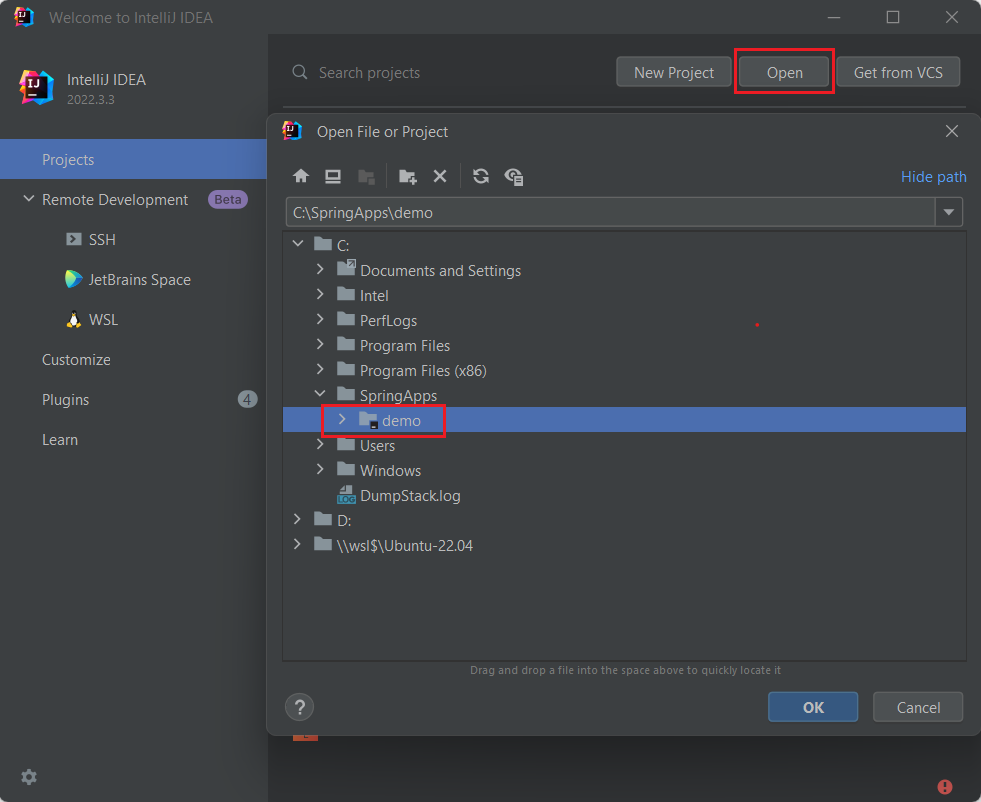 Welcome to IntelliJ IDEA
IntelliJ IDEA
2022.3.3
Search projects
New Project
Open
Get from VCS
Projects
Remote Development Beta
SSH
JetBrains Space
WSL
Customize
Plugins 4
Learn
Open File or Project
Hide path
C:\SpringApps\demo
C:
Documents and Settings
Intel
PerfLogs
Program Files
Program Files (x86)
SpringApps
demo
Users
Windows
DumpStack.log
D:
\\wsl$\Ubuntu-22.04
Drag and drop a file into the space above to quickly locate it
?
OK
Cancel